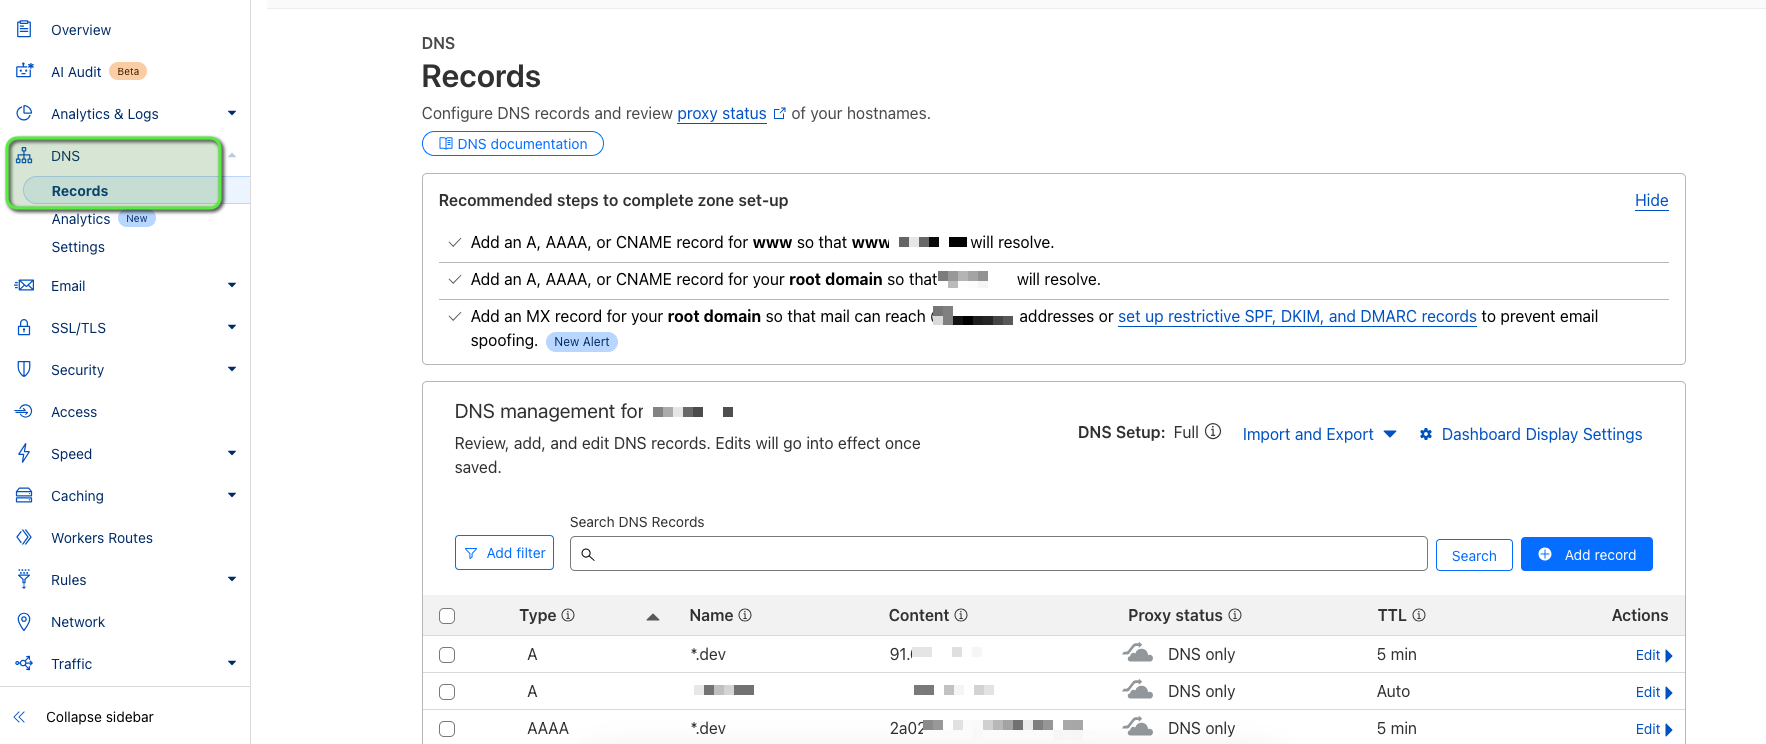 Overview
AI Audit Beta
Analytics & Logs
DNS
Records
Analytics New
Settings
Email
SSL/TLS
Security
Access
Speed
Caching
Workers Routes
Rules
Network
Traffic
Collapse sidebar
DNS
Records
Configure DNS records and review proxy status of your hostnames.
DNS documentation
Recommended steps to complete zone set-up Hide
Add an A, AAAA, or CNAME record for www so that www will resolve.
Add an A, AAAA, or CNAME record for your root domain so that will resolve.
Add an MX record for your root domain so that mail can reach addresses or set up restrictive SPF, DKIM, and DMARC records to prevent email
spoofing. New Alert
DNS management for
Review, add, and edit DNS records. Edits will go into effect once
saved.
DNS Setup: Full Import and Export Dashboard Display Settings
Search DNS Records
Add filter Search Add record
Type Name Content Proxy status TTL Actions
A *.dev 91. DNS only 5 min Edit
A DNS only Auto Edit
AAAA *.dev 2a02 DNS only 5 min Edit